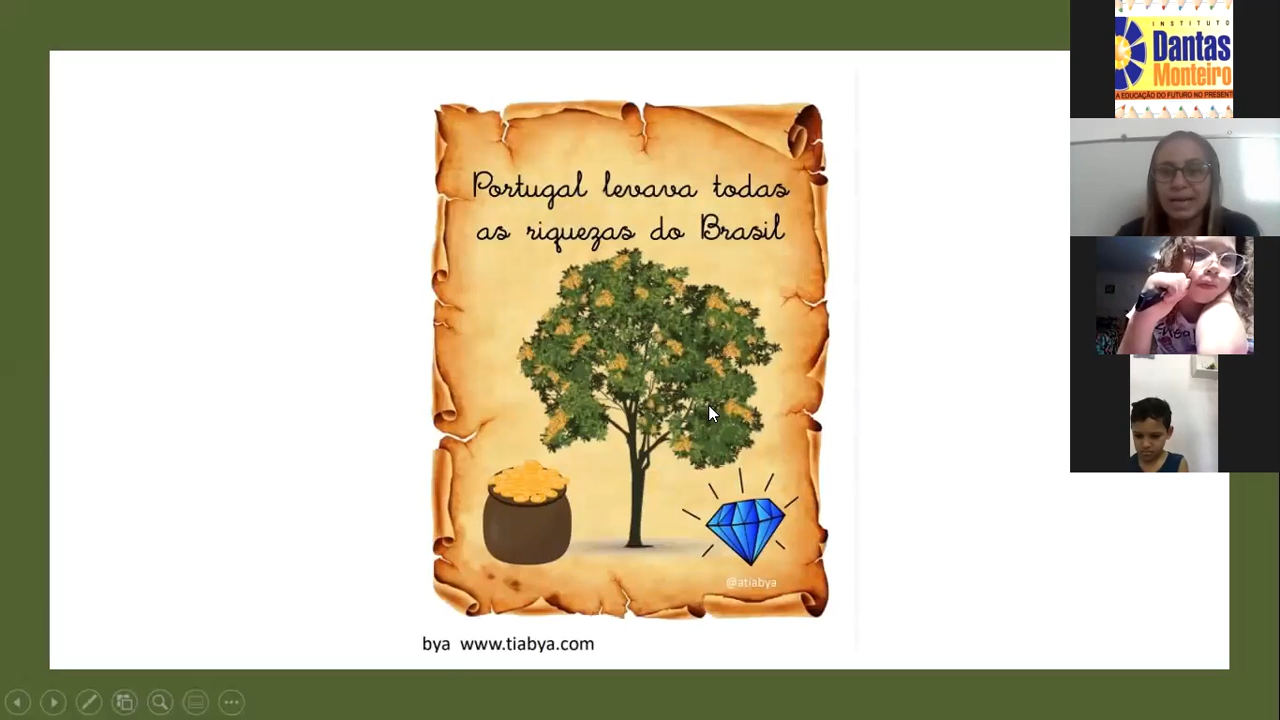 Portugal levava todas
as riquezas do Brasil
@atiabya
bya www.tiabya.com
INSTITUTO
Dantas
Monteiro
A EDUCAÇÃO DO FUTURO NO PRESENT